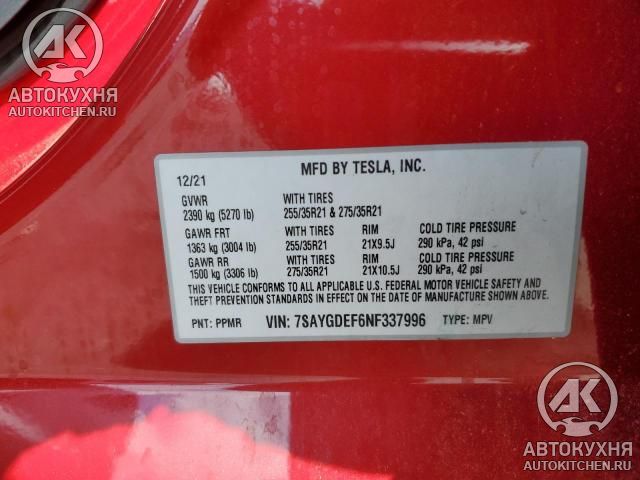 AK
АВТОКУХНЯ
AUTOKITCHEN.RU
MFD BY TESLA, INC.
12/21
GVWR WITH TIRES
2390 kg (5270 lb) 255/35R21 & 275/35R21
GAWR FRT WITH TIRES RIM COLD TIRE PRESSURE
1363 kg (3004 lb) 255/35R21 21X9.5J 290 kPa, 42 psi
GAWR RR WITH TIRES RIM COLD TIRE PRESSURE
1500 kg (3306 lb) 275/35R21 21X10.5J 290 kPa, 42 psi
THIS VEHICLE CONFORMS TO ALL APPLICABLE U.S. FEDERAL MOTOR VEHICLE SAFETY AND
THEFT PREVENTION STANDARDS IN EFFECT ON THE DATE OF MANUFACTURE SHOWN ABOVE.
PNT: PPMR VIN: 7SAYGDEF6NF337996 TYPE: MPV
AK
АВТОКУХНЯ
AUTOKITCHEN.RU